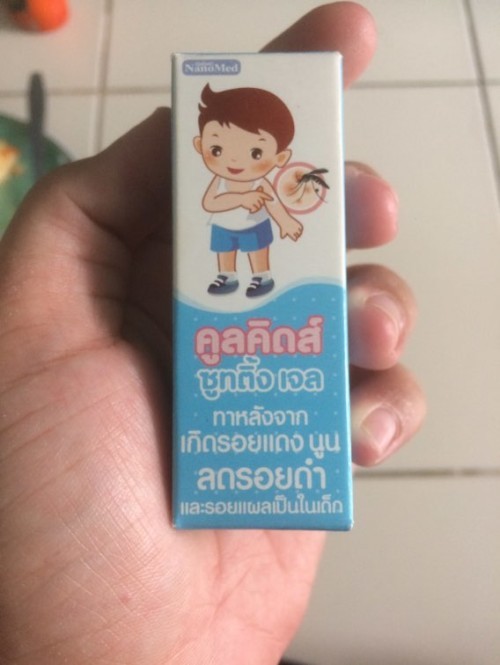 NanoMed
คูลคิดส์
ซูทติ้ง เจล
ทาหลังจาก
เกิดรอยแดง นูน
ลดรอยดำ
และรอยแผลเป็นในเด็ก